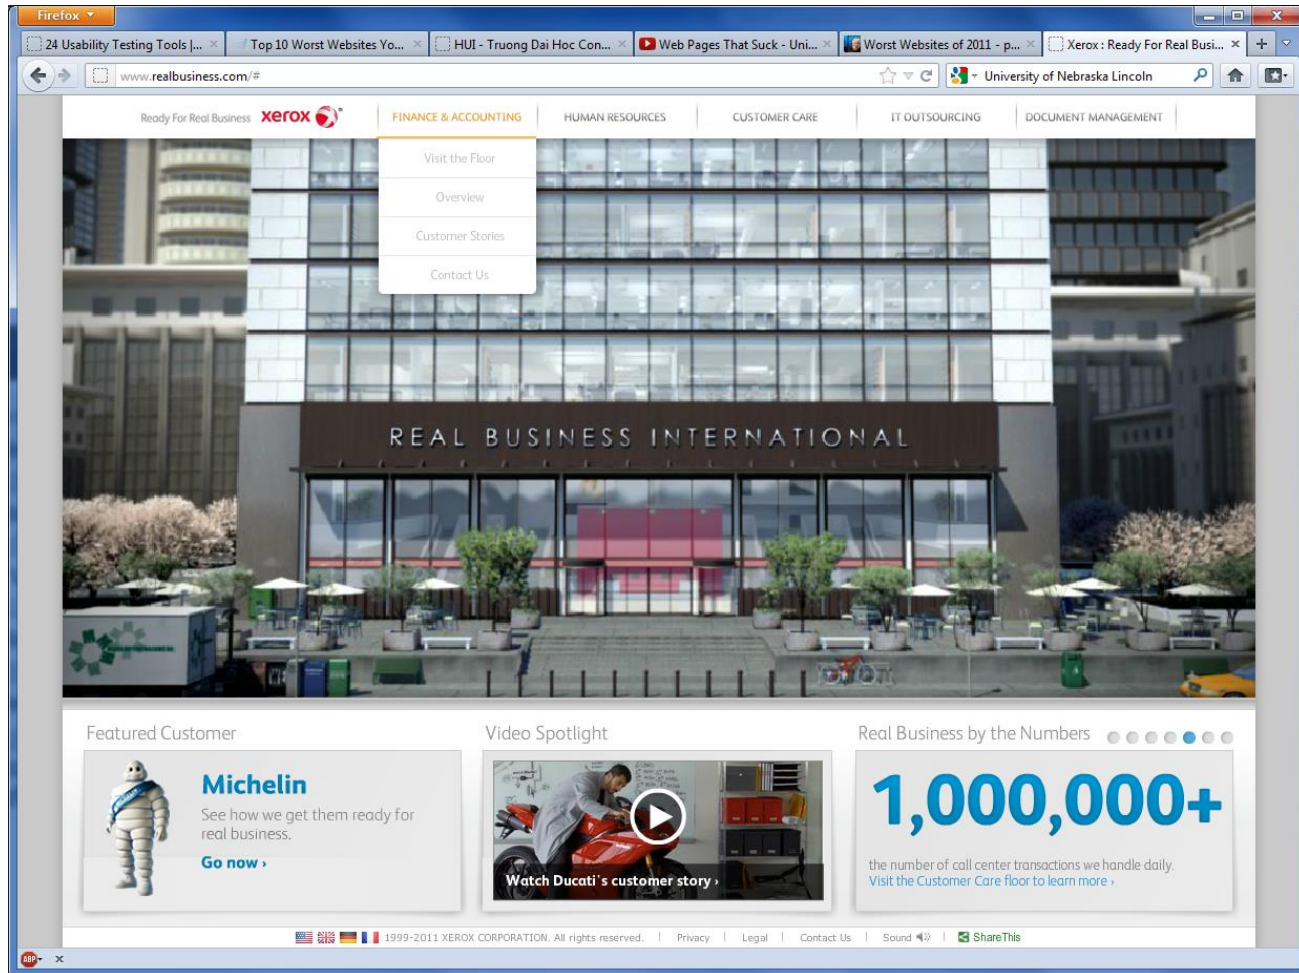 Firefox
24 Usability Testing Tools |...
Top 10 Worst Websites Yo...
HUI - Truong Dai Hoc Con...
Web Pages That Suck - Uni...
Worst Websites of 2011 - p...
Xerox : Ready For Real Busi...
www.realbusiness.com/#
University of Nebraska Lincoln
Ready For Real Business xerox
FINANCE & ACCOUNTING
HUMAN RESOURCES
CUSTOMER CARE
IT OUTSOURCING
DOCUMENT MANAGEMENT
Visit the Floor
Overview
Customer Stories
Contact Us
REAL BUSINESS INTERNATIONAL
Featured Customer
Michelin
See how we get them ready for
real business.
Go now ›
Video Spotlight
Watch Ducati's customer story ›
Real Business by the Numbers
1,000,000+
the number of call center transactions we handle daily.
Visit the Customer Care floor to learn more ›
1999-2011 XEROX CORPORATION. All rights reserved. | Privacy | Legal | Contact Us | Sound | ShareThis
ABP